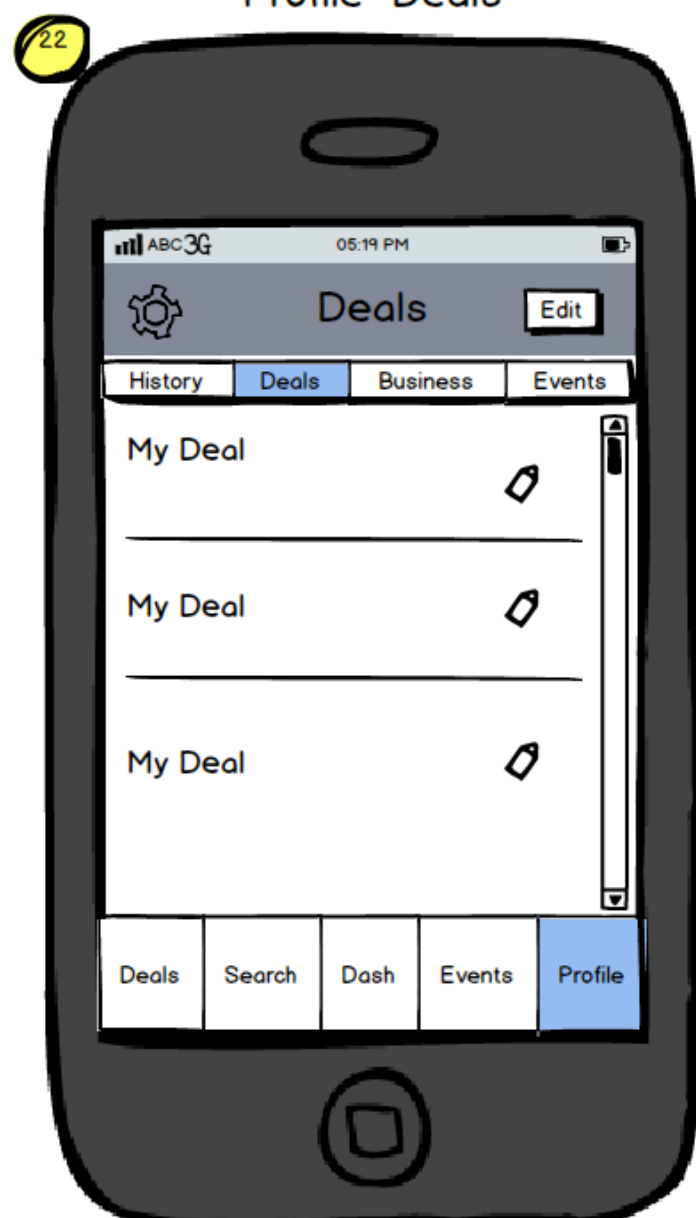 Profile Deals
22
ABC 3G 05:19 PM
Deals Edit
History Deals Business Events
My Deal
My Deal
My Deal
Deals Search Dash Events Profile